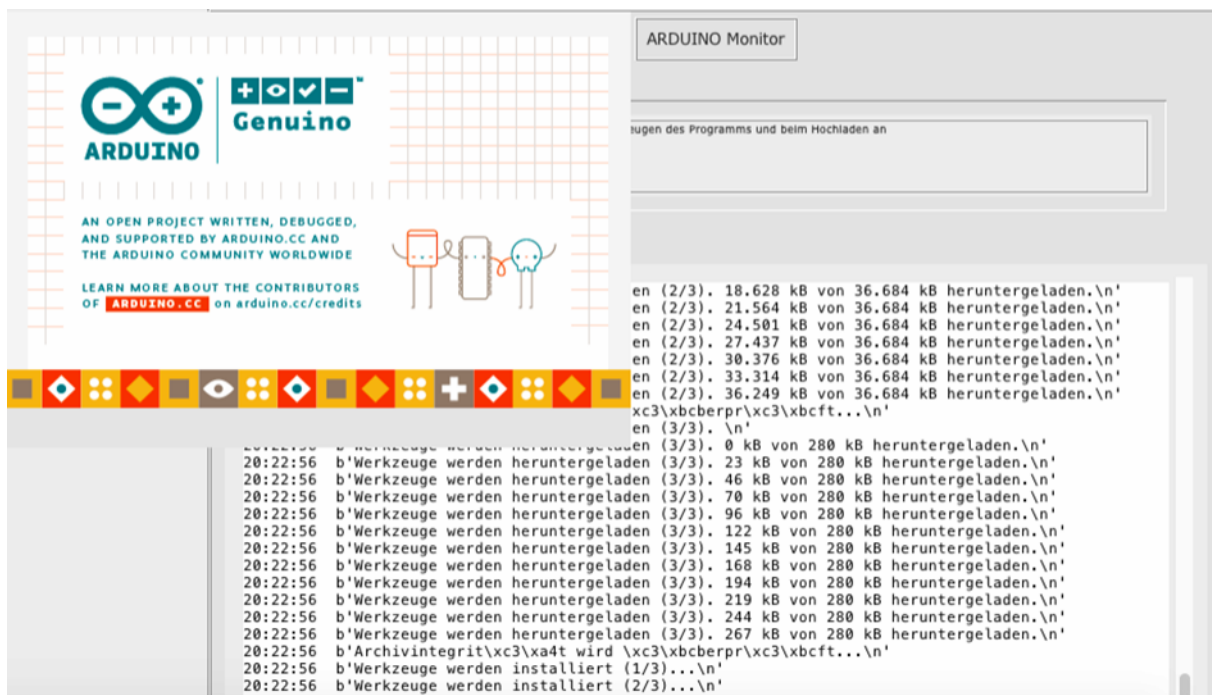 ARDUINO Monitor
Genuino
ARDUINO
eugen des Programms und beim Hochladen an
AN OPEN PROJECT WRITTEN, DEBUGGED,
AND SUPPORTED BY ARDUINO.CC AND
THE ARDUINO COMMUNITY WORLDWIDE
LEARN MORE ABOUT THE CONTRIBUTORS
OF ARDUINO.CC on arduino.cc/credits
en (2/3). 18.628 kB von 36.684 kB heruntergeladen.\n'
en (2/3). 21.564 kB von 36.684 kB heruntergeladen.\n'
en (2/3). 24.501 kB von 36.684 kB heruntergeladen.\n'
en (2/3). 27.437 kB von 36.684 kB heruntergeladen.\n'
en (2/3). 30.376 kB von 36.684 kB heruntergeladen.\n'
en (2/3). 33.314 kB von 36.684 kB heruntergeladen.\n'
en (2/3). 36.249 kB von 36.684 kB heruntergeladen.\n'
xc3\xbcberpr\xc3\xbcft...\n'
en (3/3). \n'
en (3/3). 0 kB von 280 kB heruntergeladen.\n'
20:22:56 b'Werkzeuge werden heruntergeladen (3/3). 23 kB von 280 kB heruntergeladen.\n'
20:22:56 b'Werkzeuge werden heruntergeladen (3/3). 46 kB von 280 kB heruntergeladen.\n'
20:22:56 b'Werkzeuge werden heruntergeladen (3/3). 70 kB von 280 kB heruntergeladen.\n'
20:22:56 b'Werkzeuge werden heruntergeladen (3/3). 96 kB von 280 kB heruntergeladen.\n'
20:22:56 b'Werkzeuge werden heruntergeladen (3/3). 122 kB von 280 kB heruntergeladen.\n'
20:22:56 b'Werkzeuge werden heruntergeladen (3/3). 145 kB von 280 kB heruntergeladen.\n'
20:22:56 b'Werkzeuge werden heruntergeladen (3/3). 168 kB von 280 kB heruntergeladen.\n'
20:22:56 b'Werkzeuge werden heruntergeladen (3/3). 194 kB von 280 kB heruntergeladen.\n'
20:22:56 b'Werkzeuge werden heruntergeladen (3/3). 219 kB von 280 kB heruntergeladen.\n'
20:22:56 b'Werkzeuge werden heruntergeladen (3/3). 244 kB von 280 kB heruntergeladen.\n'
20:22:56 b'Werkzeuge werden heruntergeladen (3/3). 267 kB von 280 kB heruntergeladen.\n'
20:22:56 b'Archivintegrit\xc3\xa4t wird \xc3\xbcberpr\xc3\xbcft...\n'
20:22:56 b'Werkzeuge werden installiert (1/3)...\n'
20:22:56 b'Werkzeuge werden installiert (2/3)...\n'